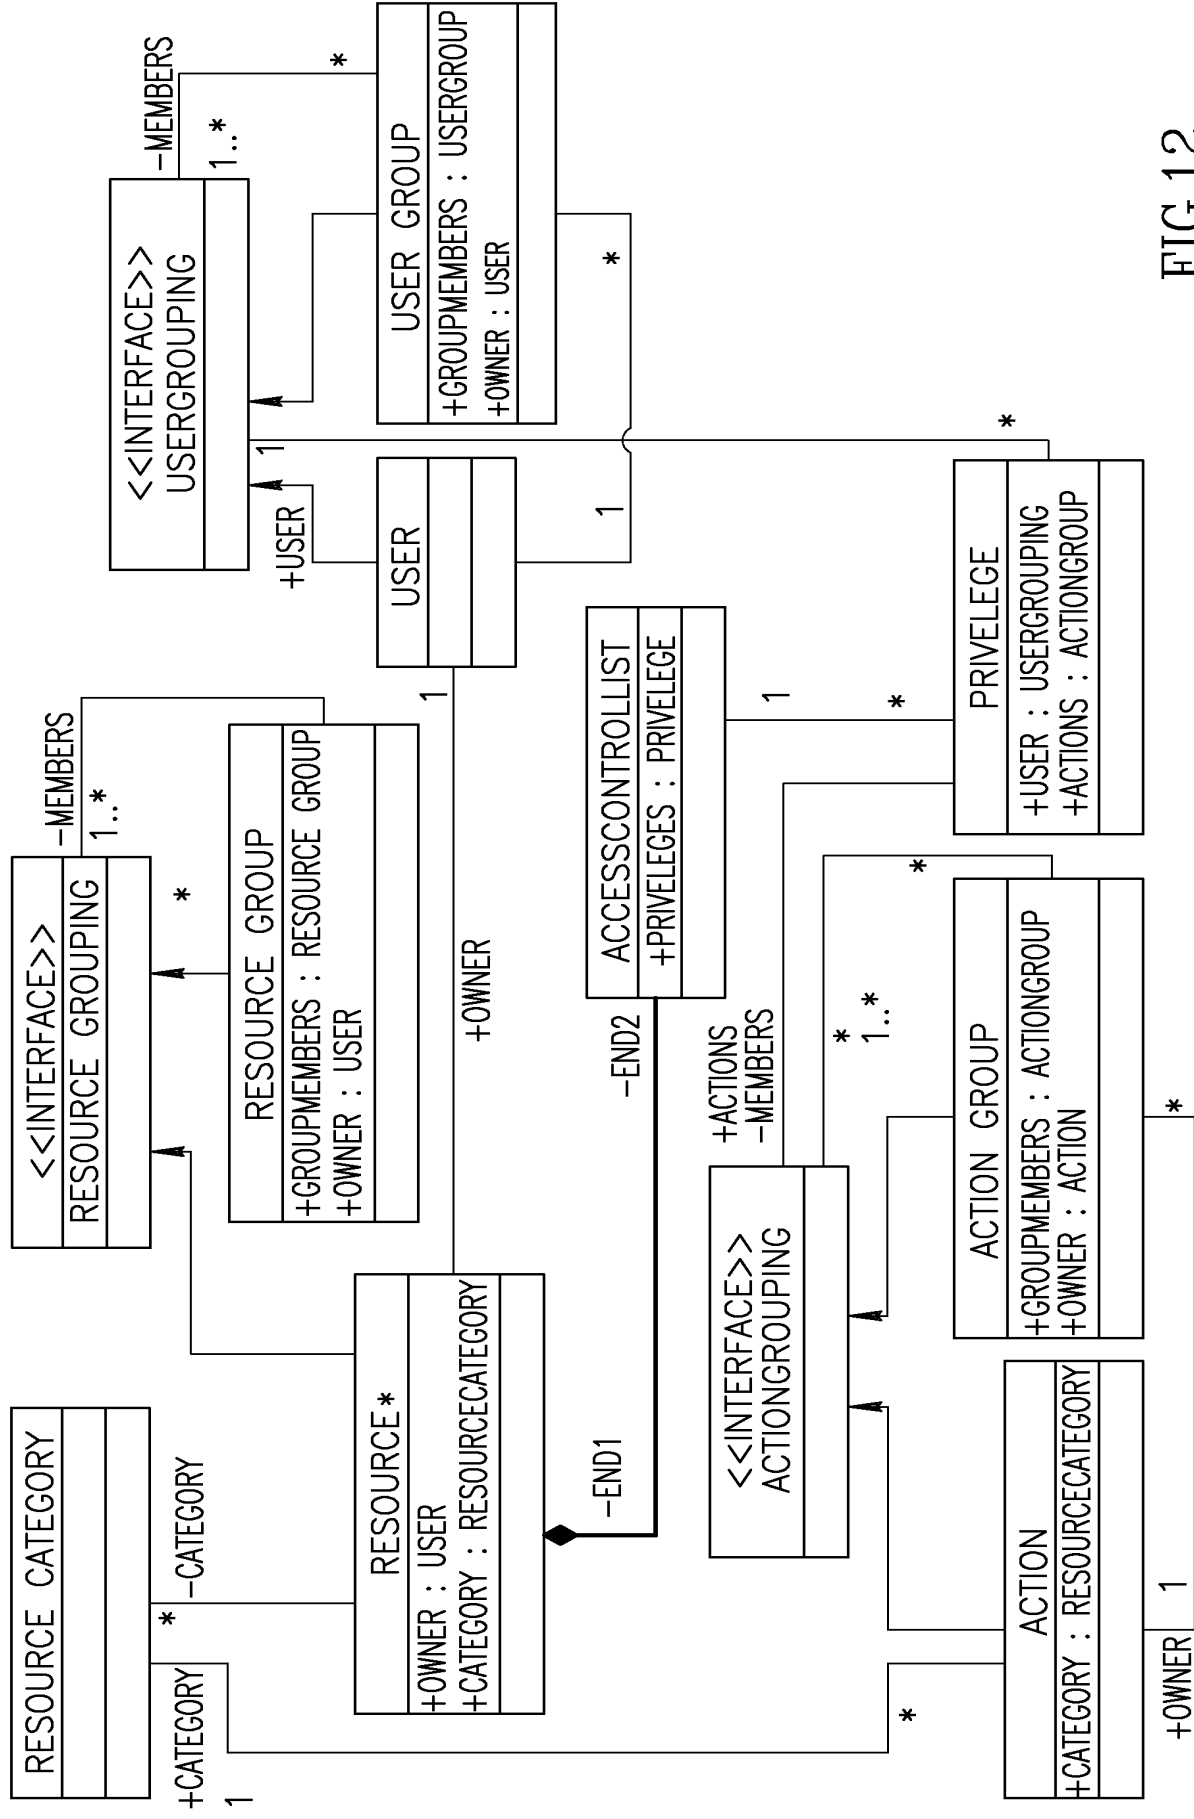 RESOURCE CATEGORY
+CATEGORY
1
*
-CATEGORY
<<INTERFACE>>
RESOURCE GROUPING
-MEMBERS
1..*
*
<<INTERFACE>>
USERGROUPING
-MEMBERS
1..*
*
+USER
1
RESOURCE GROUP
+GROUPMEMBERS : RESOURCE GROUP
+OWNER : USER
RESOURCE*
+OWNER : USER
+CATEGORY : RESOURCECATEGORY
+OWNER
1
USER
USER GROUP
+GROUPMEMBERS : USERGROUP
+OWNER : USER
1
*
-END1
-END2
ACCESSCONTROLLIST
+PRIVELEGES : PRIVELEGE
1
*
*
<<INTERFACE>>
ACTIONGROUPING
+ACTIONS
-MEMBERS
*
1..*
*
*
ACTION
+CATEGORY : RESOURCECATEGORY
ACTION GROUP
+GROUPMEMBERS : ACTIONGROUP
+OWNER : ACTION
PRIVELEGE
+USER : USERGROUPING
+ACTIONS : ACTIONGROUP
+OWNER
1
*
FIG.12